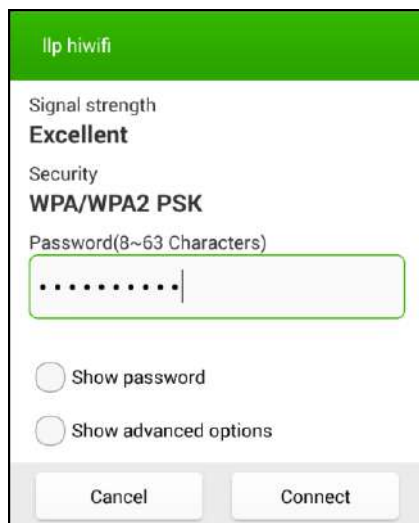 llp hiwifi
Signal strength
Excellent
Security
WPA/WPA2 PSK
Password(8~63 Characters)
••••••••••
Show password
Show advanced options
Cancel Connect